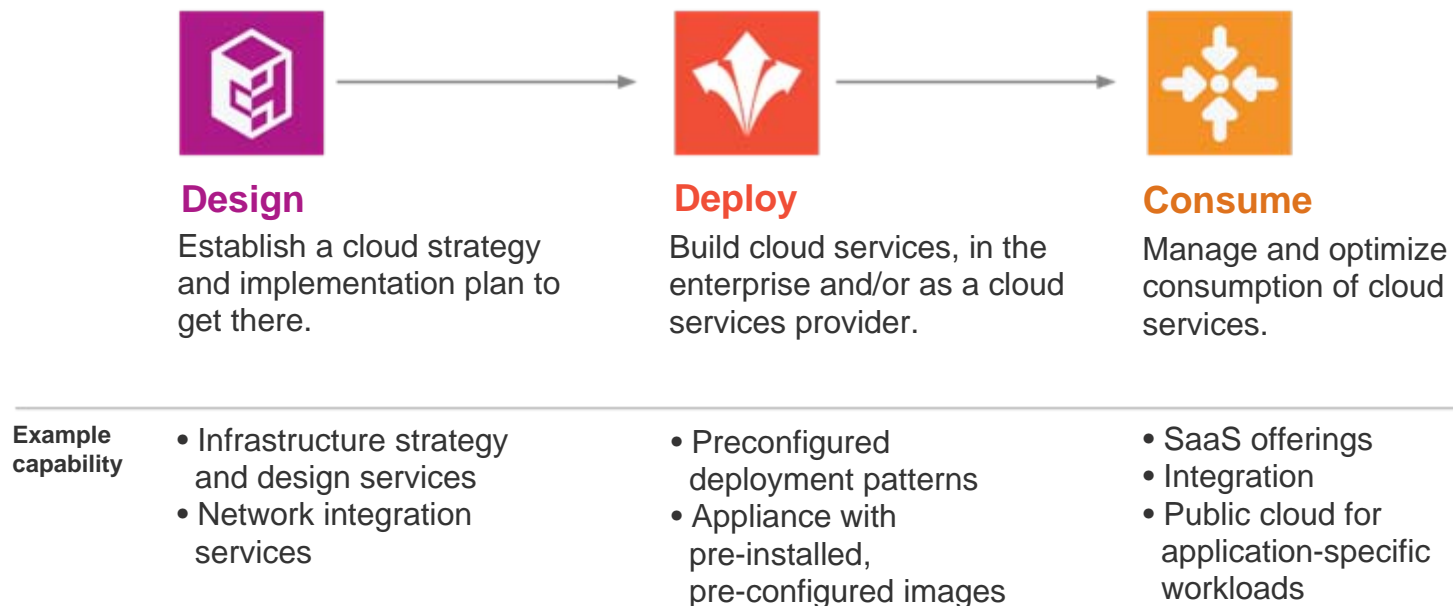 Design
Establish a cloud strategy
and implementation plan to
get there.
Deploy
Build cloud services, in the
enterprise and/or as a cloud
services provider.
Consume
Manage and optimize
consumption of cloud
services.
Example
capability
• Infrastructure strategy
and design services
• Network integration
services
• Preconfigured
deployment patterns
• Appliance with
pre-installed,
pre-configured images
• SaaS offerings
• Integration
• Public cloud for
application-specific
workloads